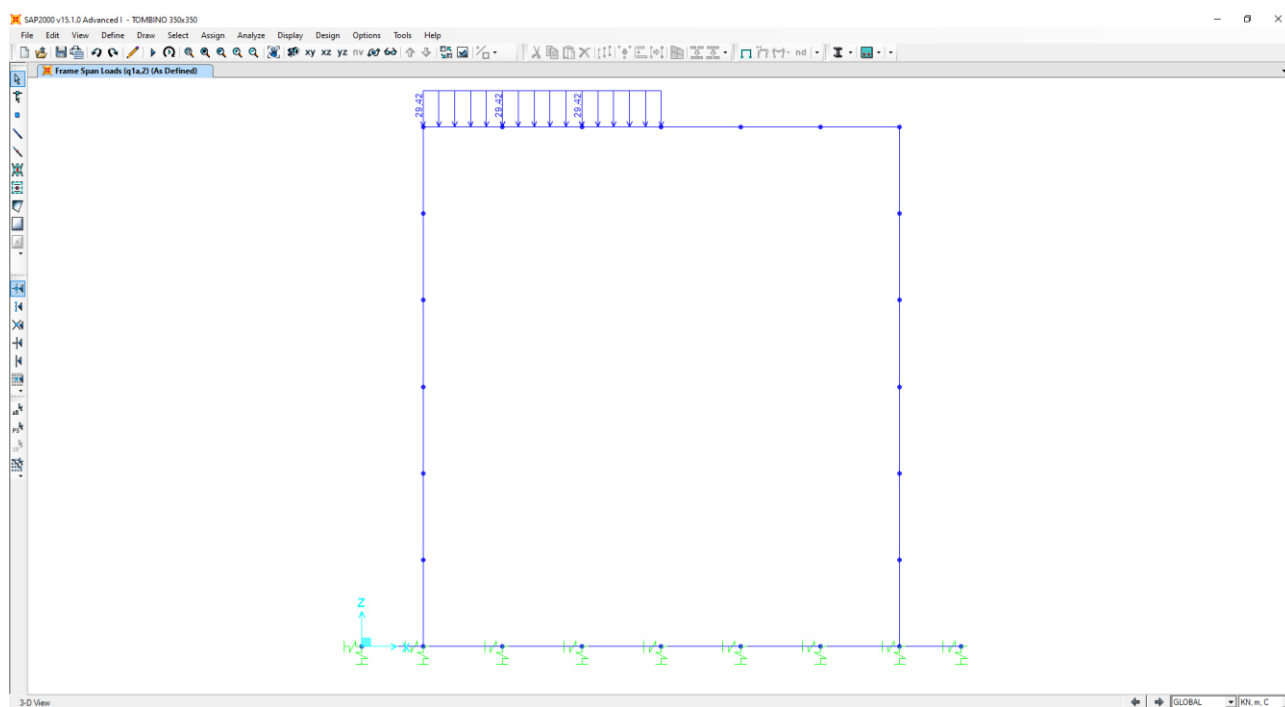 SAP2000 v15.1.0 Advanced I - TOMBINO 350x350
File Edit View Define Draw Select Assign Analyze Display Design Options Tools Help
xy xz yz nv nd
Frame Span Loads (q1a,2) (As Defined)
29.42 29.42 29.42
Z
X
3-D View GLOBAL KN, m, C